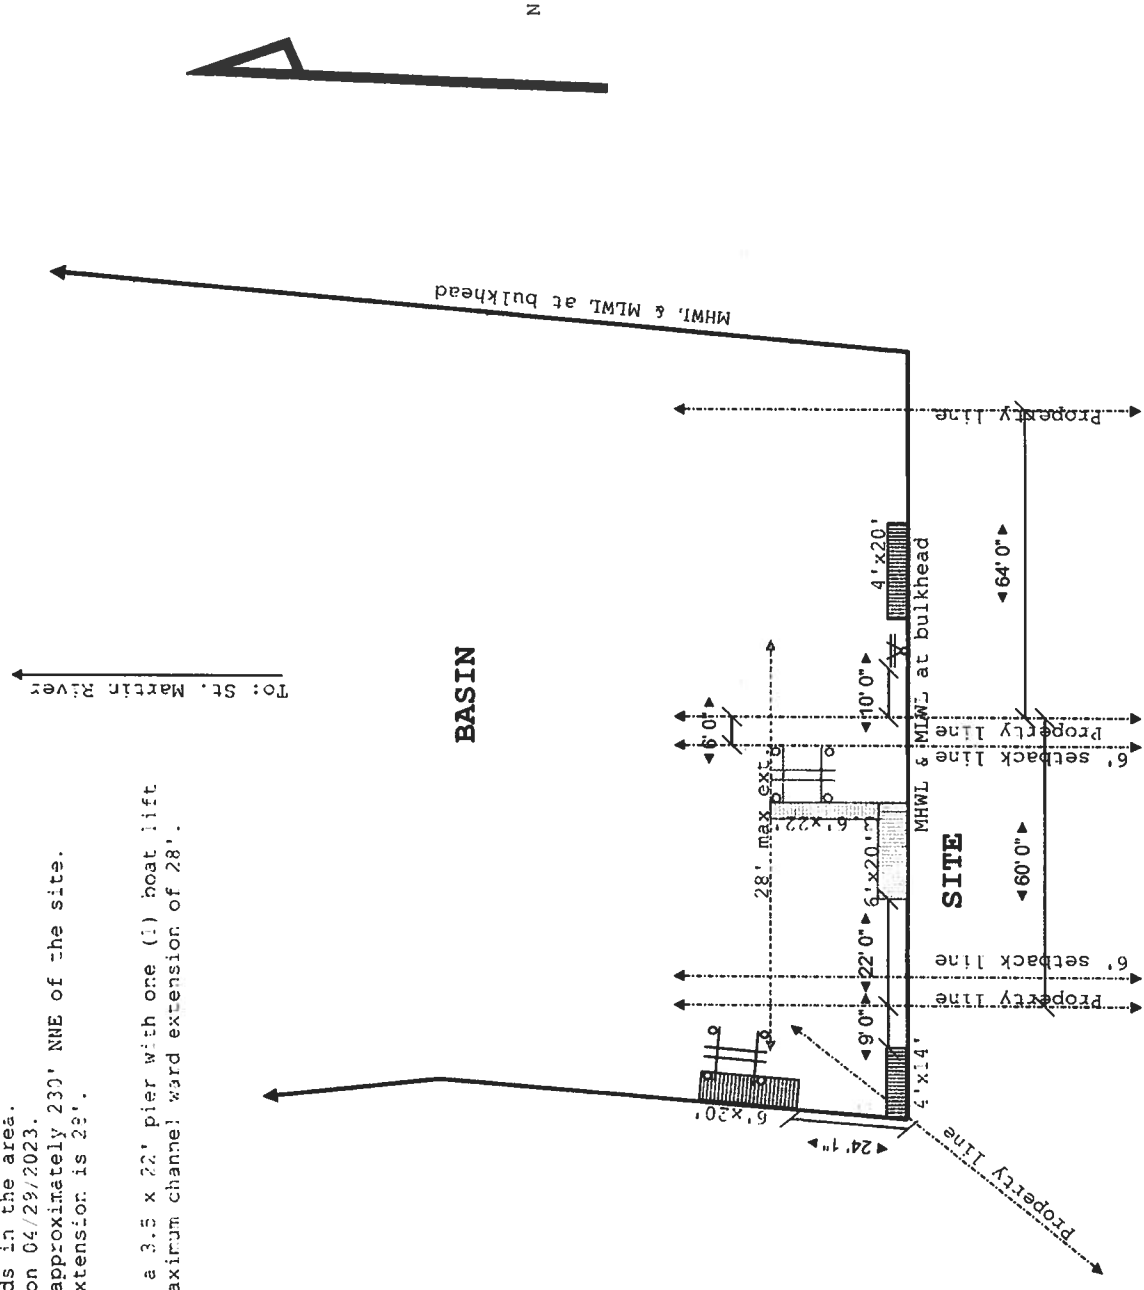 ds in the area.
on 04/29/2023.
approximately 230' NNE of the site.
xtension is 28'.
a 3.5 x 22' pier with one (1) boat lift
aximum channel ward extension of 28'.
N
To: St. Martin River
MHWL & MLWL at bulkhead
BASIN
Property line
4'x20'
64' 0"
MHWL & MLWL at bulkhead
10' 0"
6' 0"
Property line
6' setback line
28' max ext.
3.6'x22'
6'x20'
SITE
60' 0"
22' 0"
6' setback line
Property line
9' 0"
4'x14'
6'x20'
24' 1"
Property line